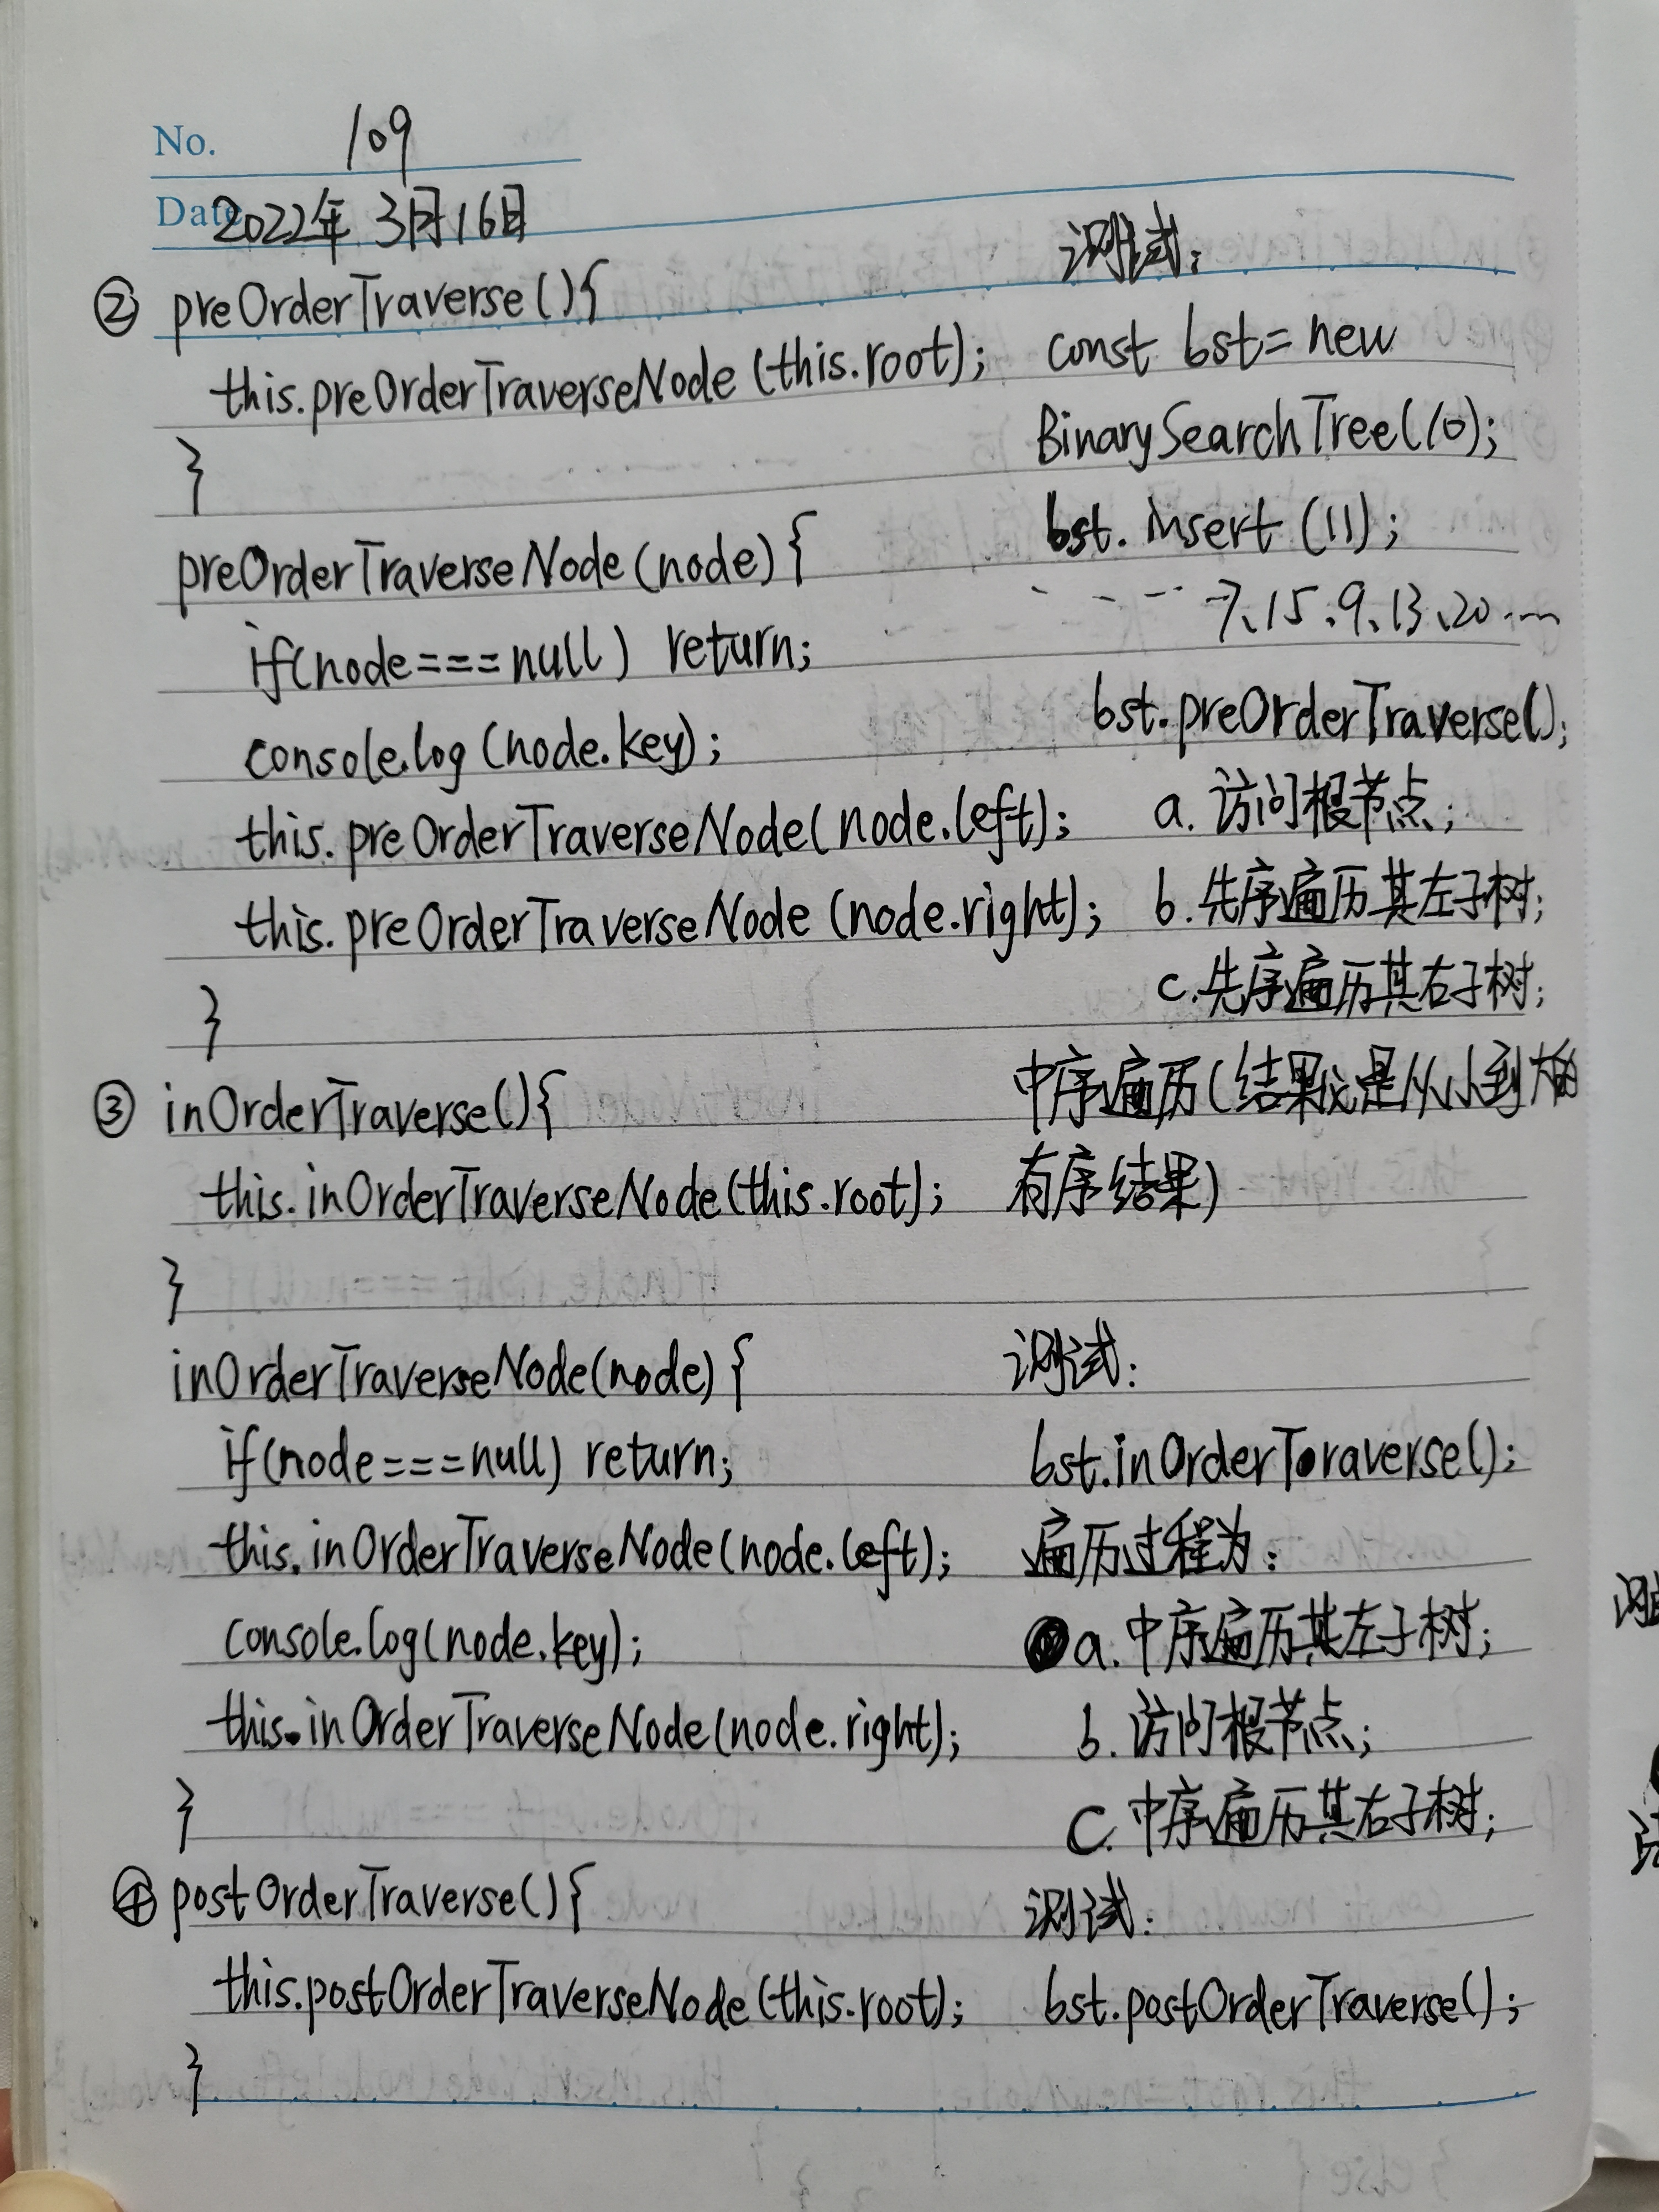 No. 109
Date 2022年 3月16日
② preOrderTraverse(){
this.preOrderTraverseNode(this.root);
}
preOrderTraverseNode(node){
if(node===null) return;
console.log(node.key);
this.preOrderTraverseNode(node.left);
this.preOrderTraverseNode(node.right);
}
测试:
const bst=new
BinarySearchTree(10);
bst.insert(11);
----7、15、9、13、20...
bst.preOrderTraverse();
a. 访问根节点;
b.先序遍历其左子树;
c.先序遍历其右子树;
③ inOrderTraverse(){
this.inOrderTraverseNode(this.root);
}
inOrderTraverseNode(node){
if(node===null) return;
this.inOrderTraverseNode(node.left);
console.log(node.key);
this.inOrderTraverseNode(node.right);
}
中序遍历(结果就是从小到大的
有序结果)
测试:
bst.inOrderTraverse();
遍历过程为:
a.中序遍历其左子树;
b.访问根节点;
C.中序遍历其右子树;
④ postOrderTraverse(){
this.postOrderTraverseNode(this.root);
}
测试:
bst.postOrderTraverse();